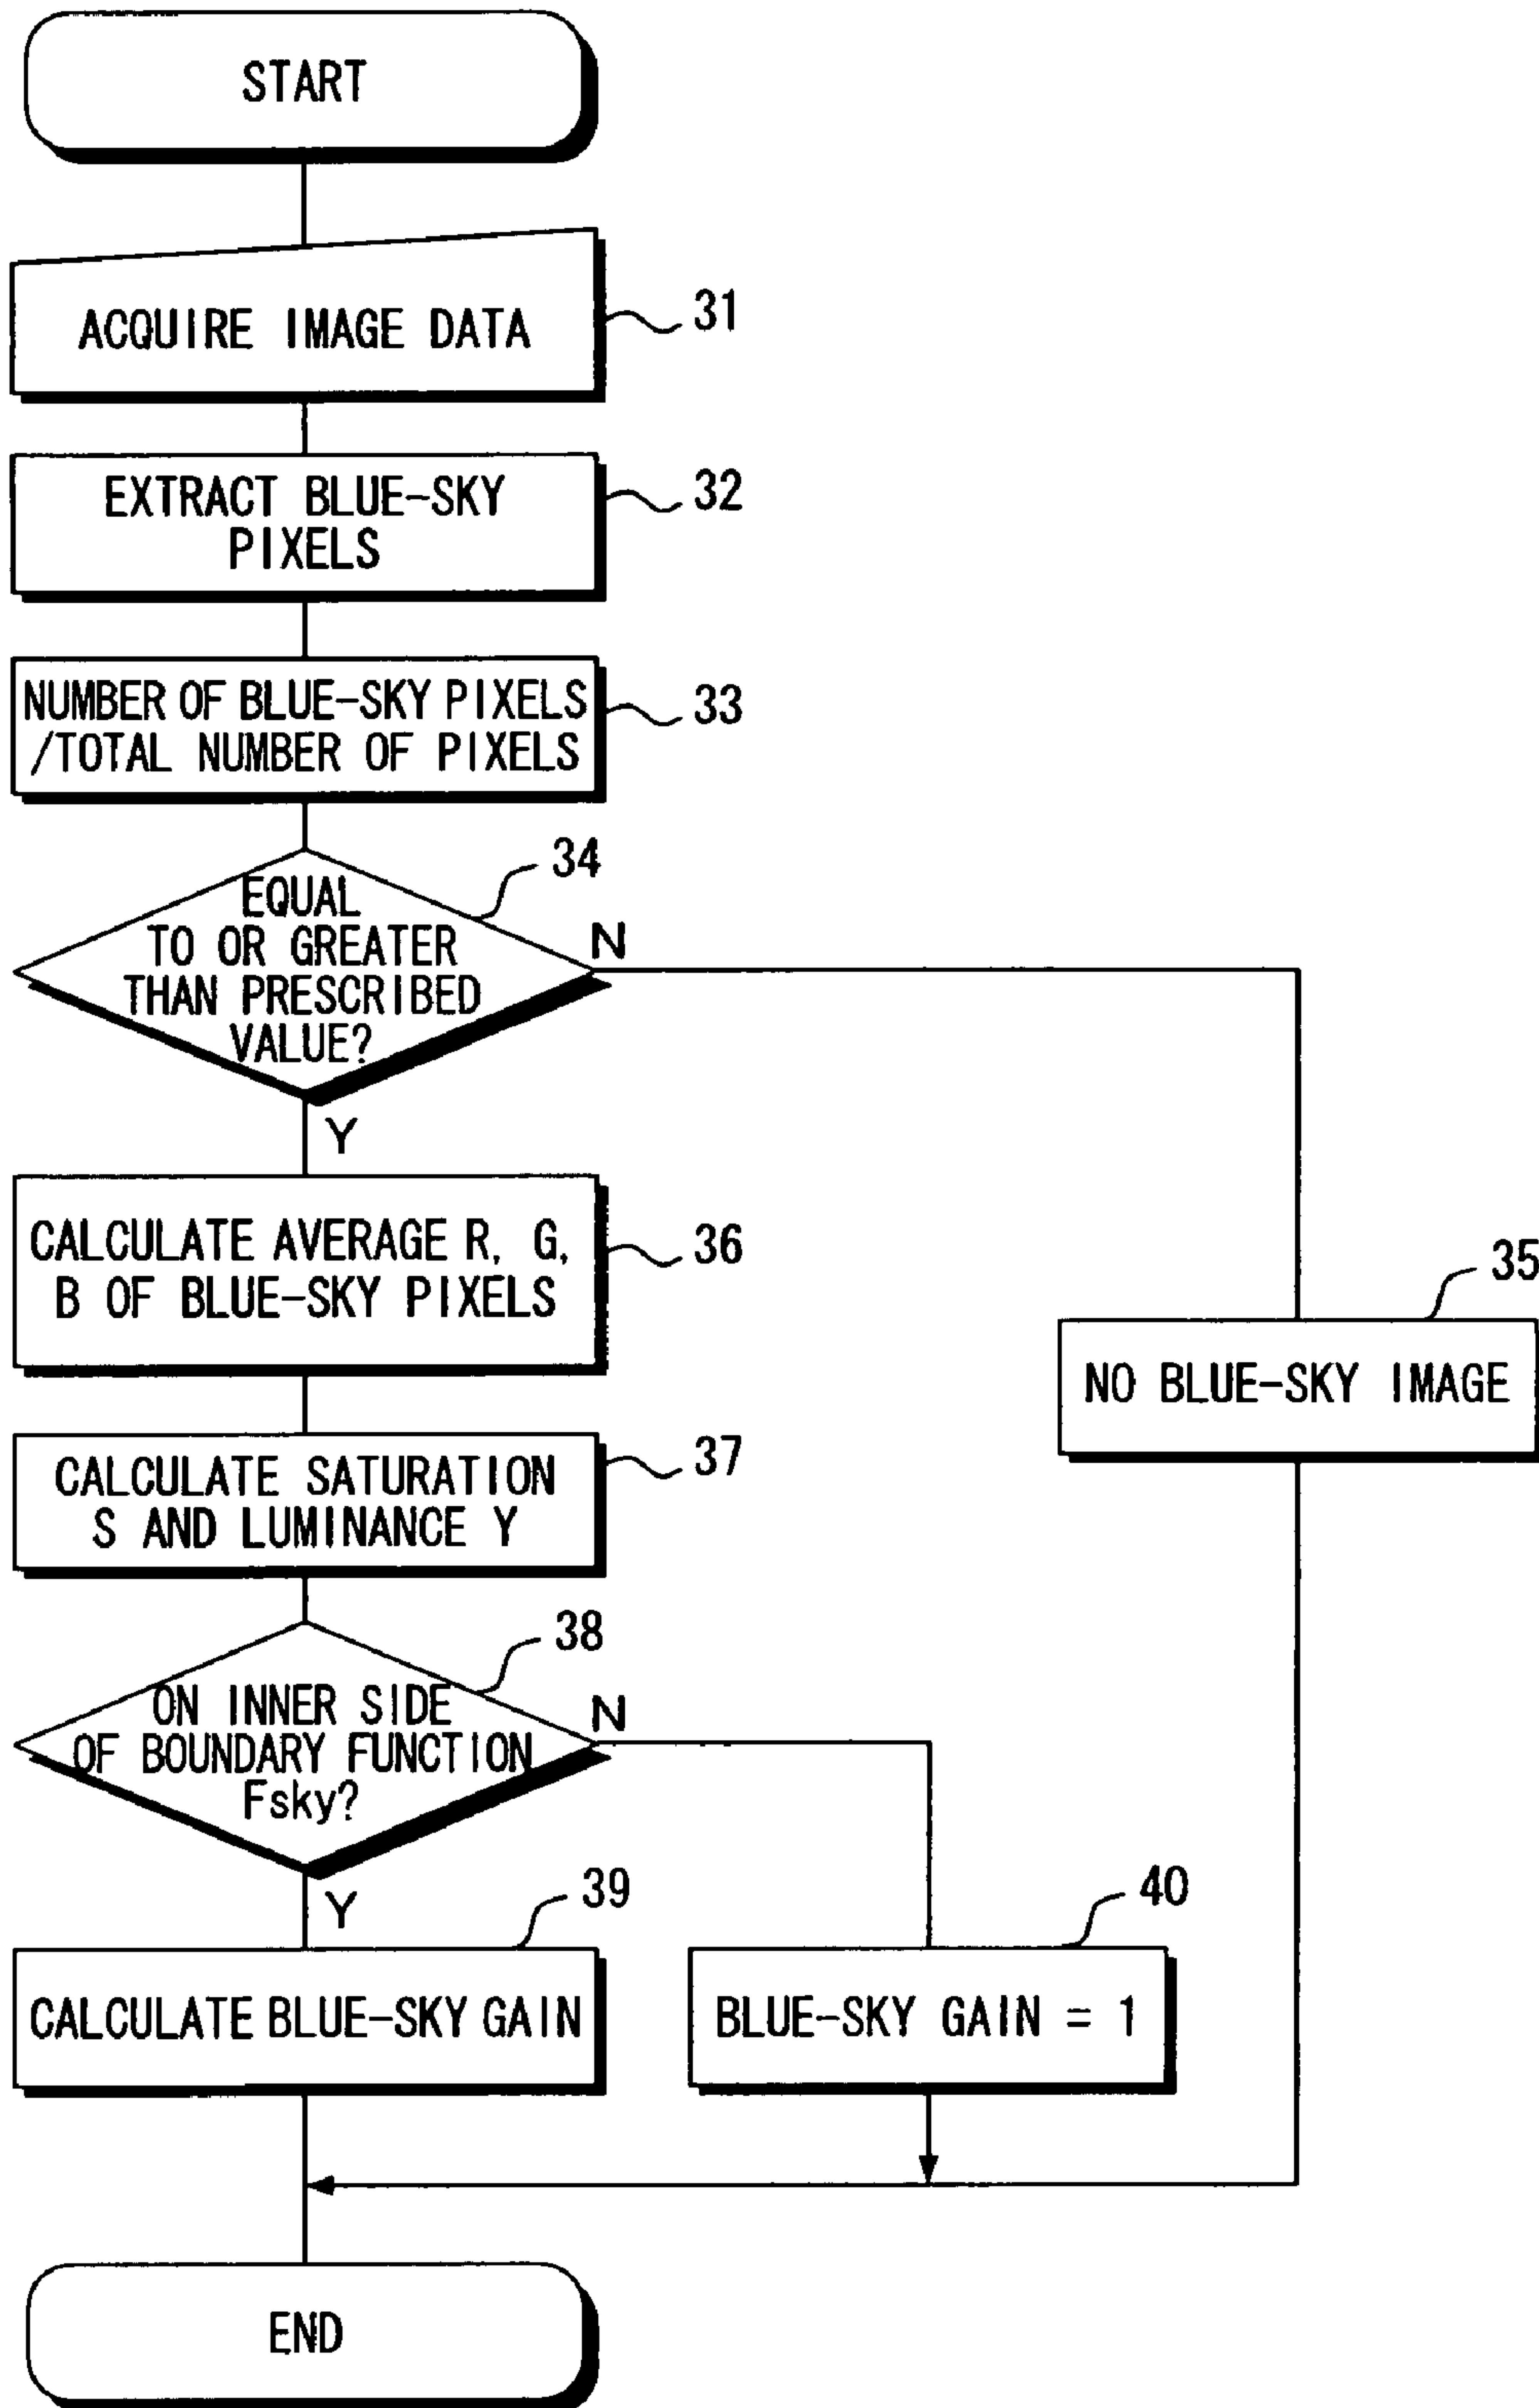 START
ACQUIRE IMAGE DATA
31
EXTRACT BLUE-SKY
PIXELS
32
NUMBER OF BLUE-SKY PIXELS
/TOTAL NUMBER OF PIXELS
33
34
EQUAL
TO OR GREATER
THAN PRESCRIBED
VALUE?
N
Y
CALCULATE AVERAGE R, G,
B OF BLUE-SKY PIXELS
36
35
NO BLUE-SKY IMAGE
CALCULATE SATURATION
S AND LUMINANCE Y
37
38
ON INNER SIDE
OF BOUNDARY FUNCTION
Fsky?
N
Y
39
CALCULATE BLUE-SKY GAIN
40
BLUE-SKY GAIN = 1
END